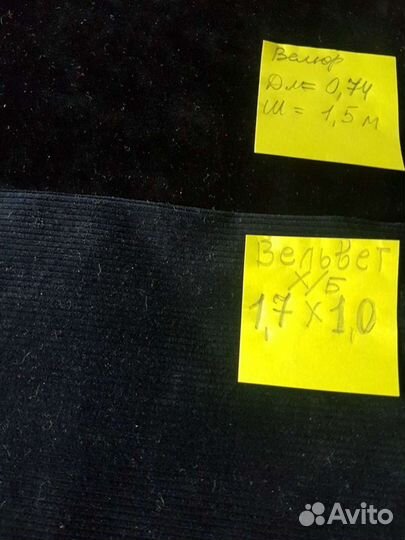 Велюр
Дл= 0,74
Ш = 1,5 м
Вельвет
Х/Б
1,7 х 1,0
Avito